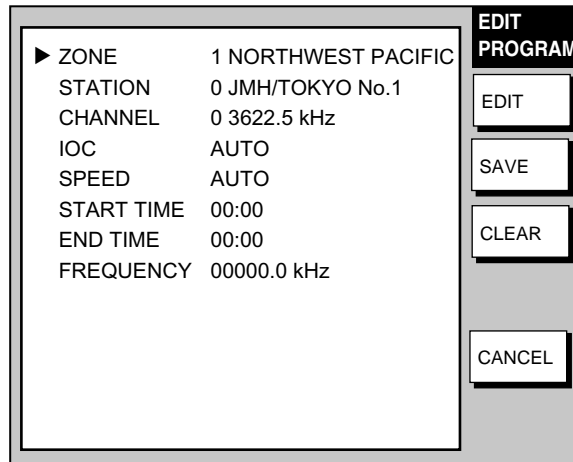 ▶ ZONE 1 NORTHWEST PACIFIC
STATION 0 JMH/TOKYO No.1
CHANNEL 0 3622.5 kHz
IOC AUTO
SPEED AUTO
START TIME 00:00
END TIME 00:00
FREQUENCY 00000.0 kHz
EDIT
PROGRAM
EDIT
SAVE
CLEAR
CANCEL